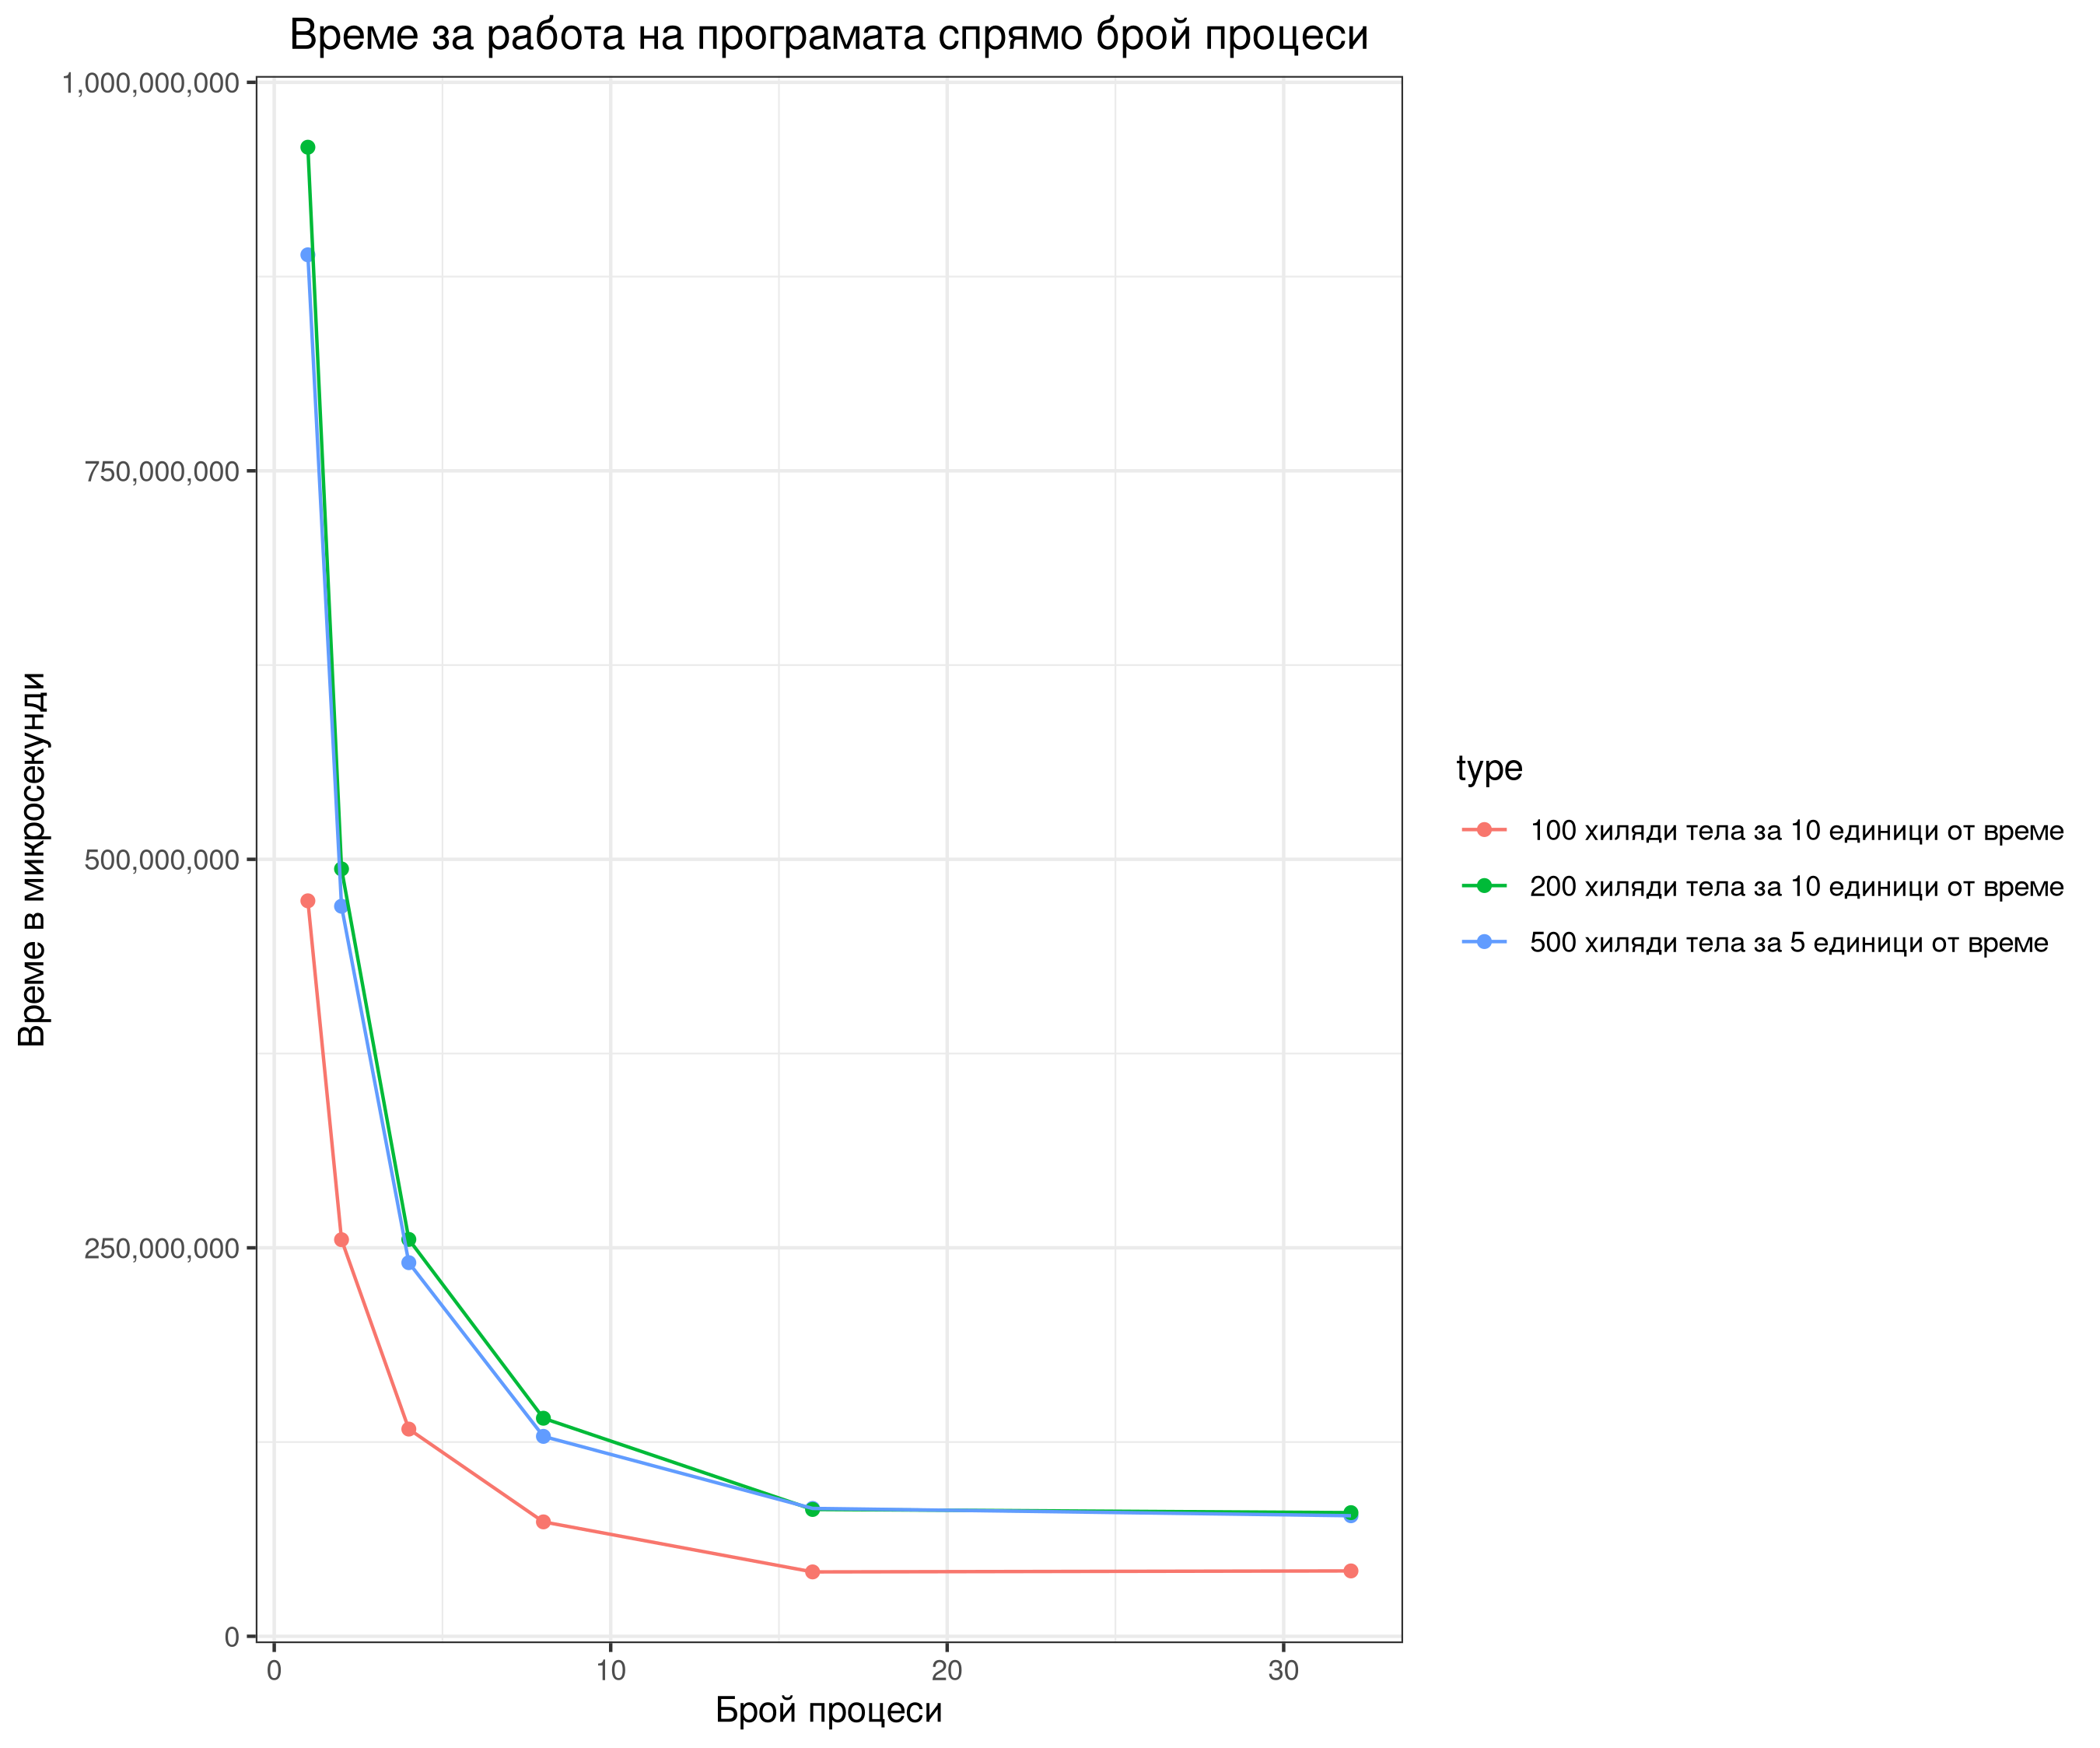 Време за работа на програмата спрямо брой процеси
1,000,000,000
750,000,000
500,000,000
250,000,000
0
Време в микросекунди
0 10 20 30
Брой процеси
type
100 хиляди тела за 10 единици от време
200 хиляди тела за 10 единици от време
500 хиляди тела за 5 единици от време